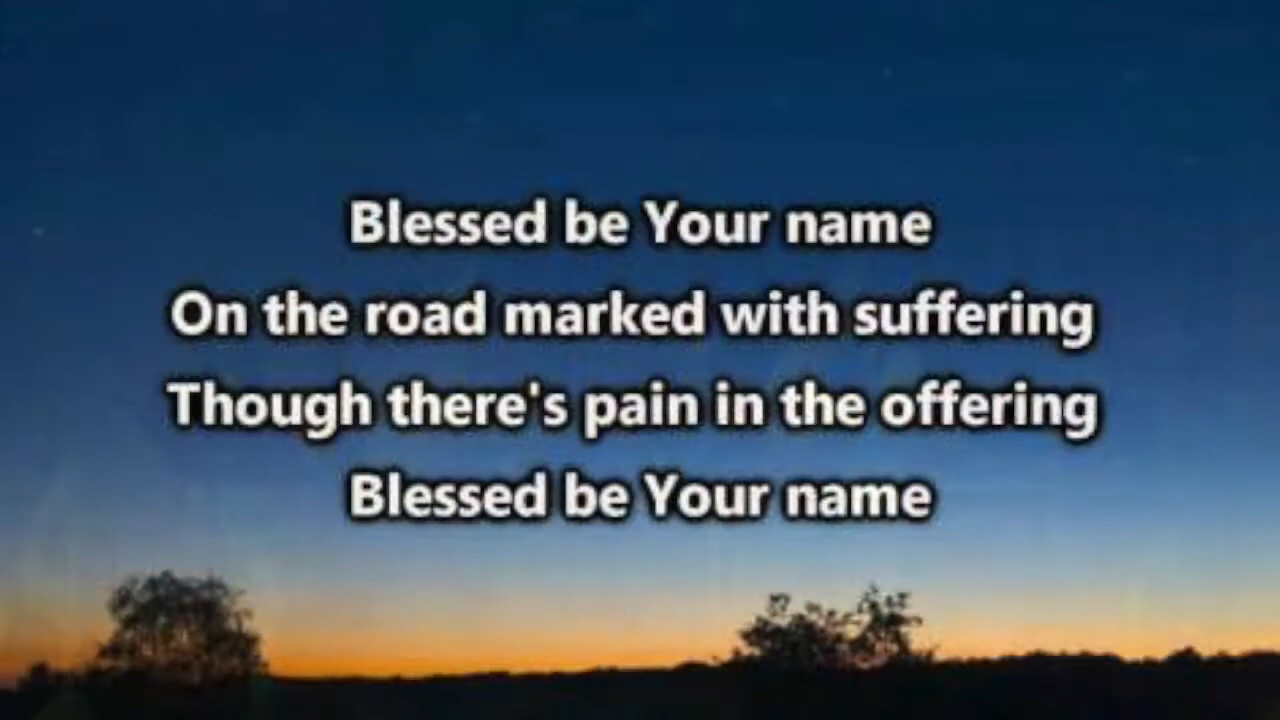 Blessed be Your name
On the road marked with suffering
Though there's pain in the offering
Blessed be Your name